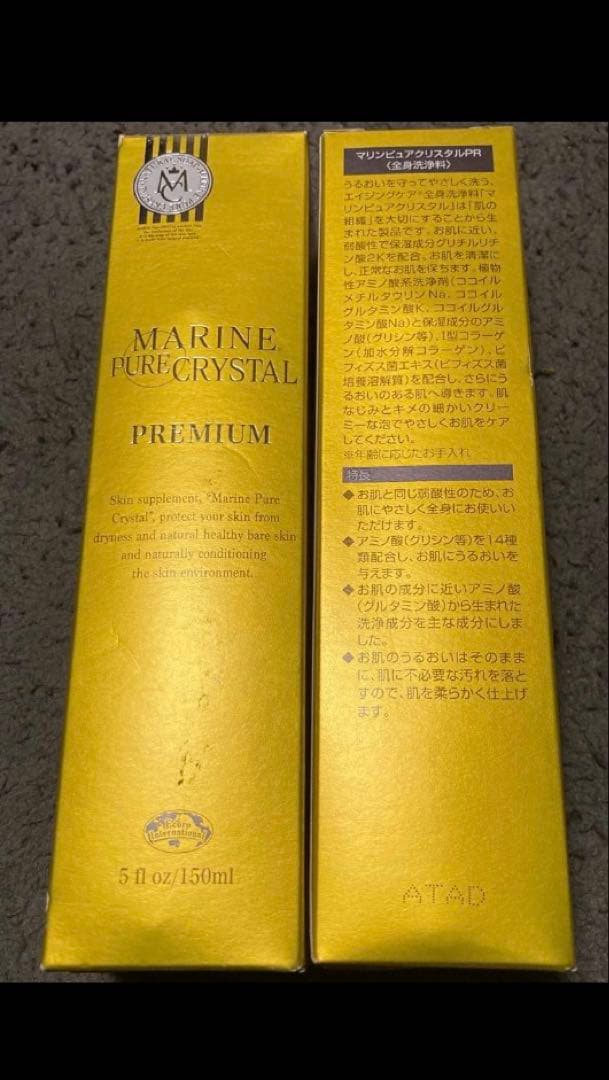 MC
MARINE
PURE CRYSTAL
PREMIUM
Skin supplement, "Marine Pure
Crystal", protect your skin from
dryness and natural healthy bare skin
and naturally conditioning
the skin environment.
International
5 fl oz/150ml
マリンピュアクリスタルPR
〈全身洗浄料〉
うるおいを守ってやさしく洗う、
エイジングケア※全身洗浄料「マ
リンピュアクリスタル」は「肌の
組織」を大切にすることから生
まれた製品です。お肌に近い、
弱酸性で保湿成分グリチルリチ
ン酸2Kを配合。お肌を清潔に
し、正常なお肌を保ちます。植物
性アミノ酸系洗浄剤(ココイル
メチルタウリンNa、ココイル
グルタミン酸K、ココイルグル
タミン酸Na)と保湿成分のアミ
ノ酸(グリシン等)、I型コラーゲ
ン(加水分解コラーゲン)、ビ
フィズス菌エキス(ビフィズス菌
培養溶解質)を配合し、さらにう
るおいのある肌へ導きます。肌
なじみとキメの細かいクリー
ミーな泡でやさしくお肌をケア
してください。
※年齢に応じたお手入れ
特長
◆お肌と同じ弱酸性のため、お
肌にやさしく全身にお使いい
ただけます。
◆アミノ酸(グリシン等)を14種
類配合し、お肌にうるおいを
与えます。
◆お肌の成分に近いアミノ酸
(グルタミン酸)から生まれた
洗浄成分を主な成分にしま
した。
◆お肌のうるおいはそのまま
に、肌に不必要な汚れを落と
すので、肌を柔らかく仕上げ
ます。
ATAD